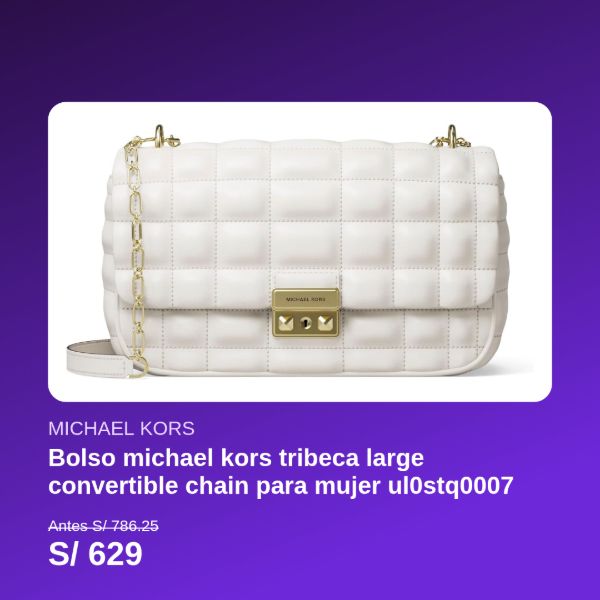 MICHAEL KORS
MICHAEL KORS
Bolso michael kors tribeca large
convertible chain para mujer ul0stq0007
Antes S/ 786.25
S/ 629